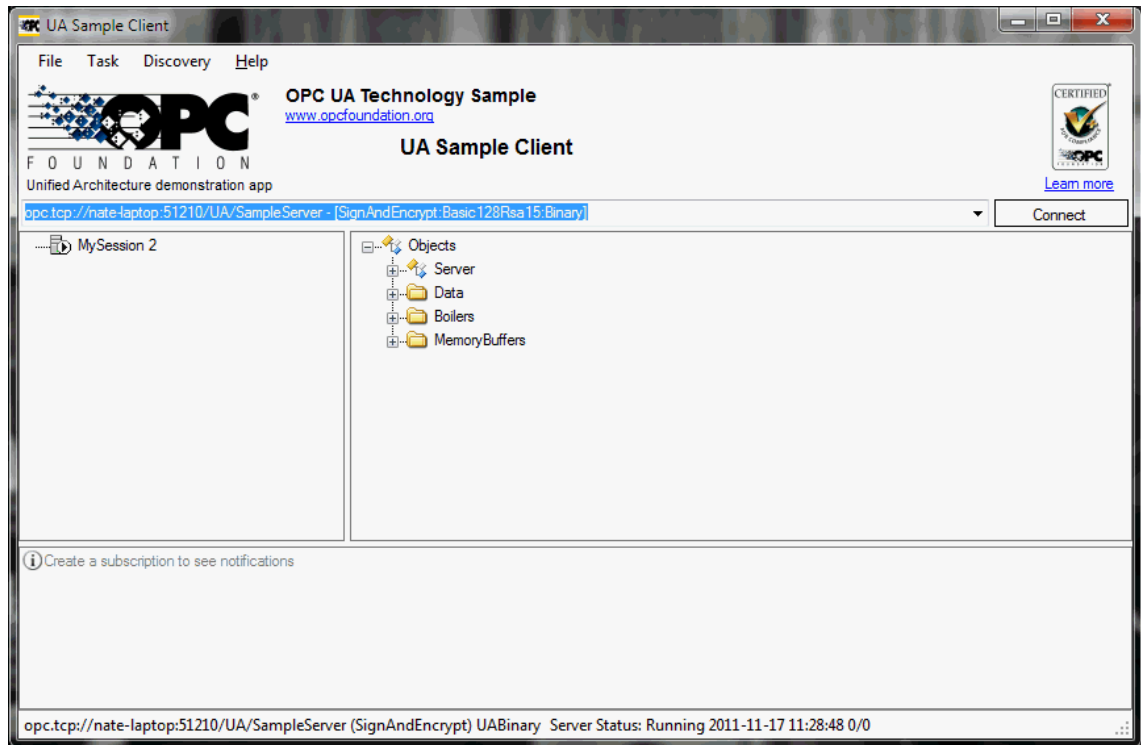 UA Sample Client
File Task Discovery Help
OPC
FOUNDATION
Unified Architecture demonstration app
OPC UA Technology Sample
www.opcfoundation.org
UA Sample Client
CERTIFIED
FOR COMPLIANCE
OPC
Learn more
opc.tcp://nate-laptop:51210/UA/SampleServer - [SignAndEncrypt:Basic128Rsa15:Binary]
Connect
MySession 2
Objects
Server
Data
Boilers
MemoryBuffers
Create a subscription to see notifications
opc.tcp://nate-laptop:51210/UA/SampleServer (SignAndEncrypt) UABinary Server Status: Running 2011-11-17 11:28:48 0/0